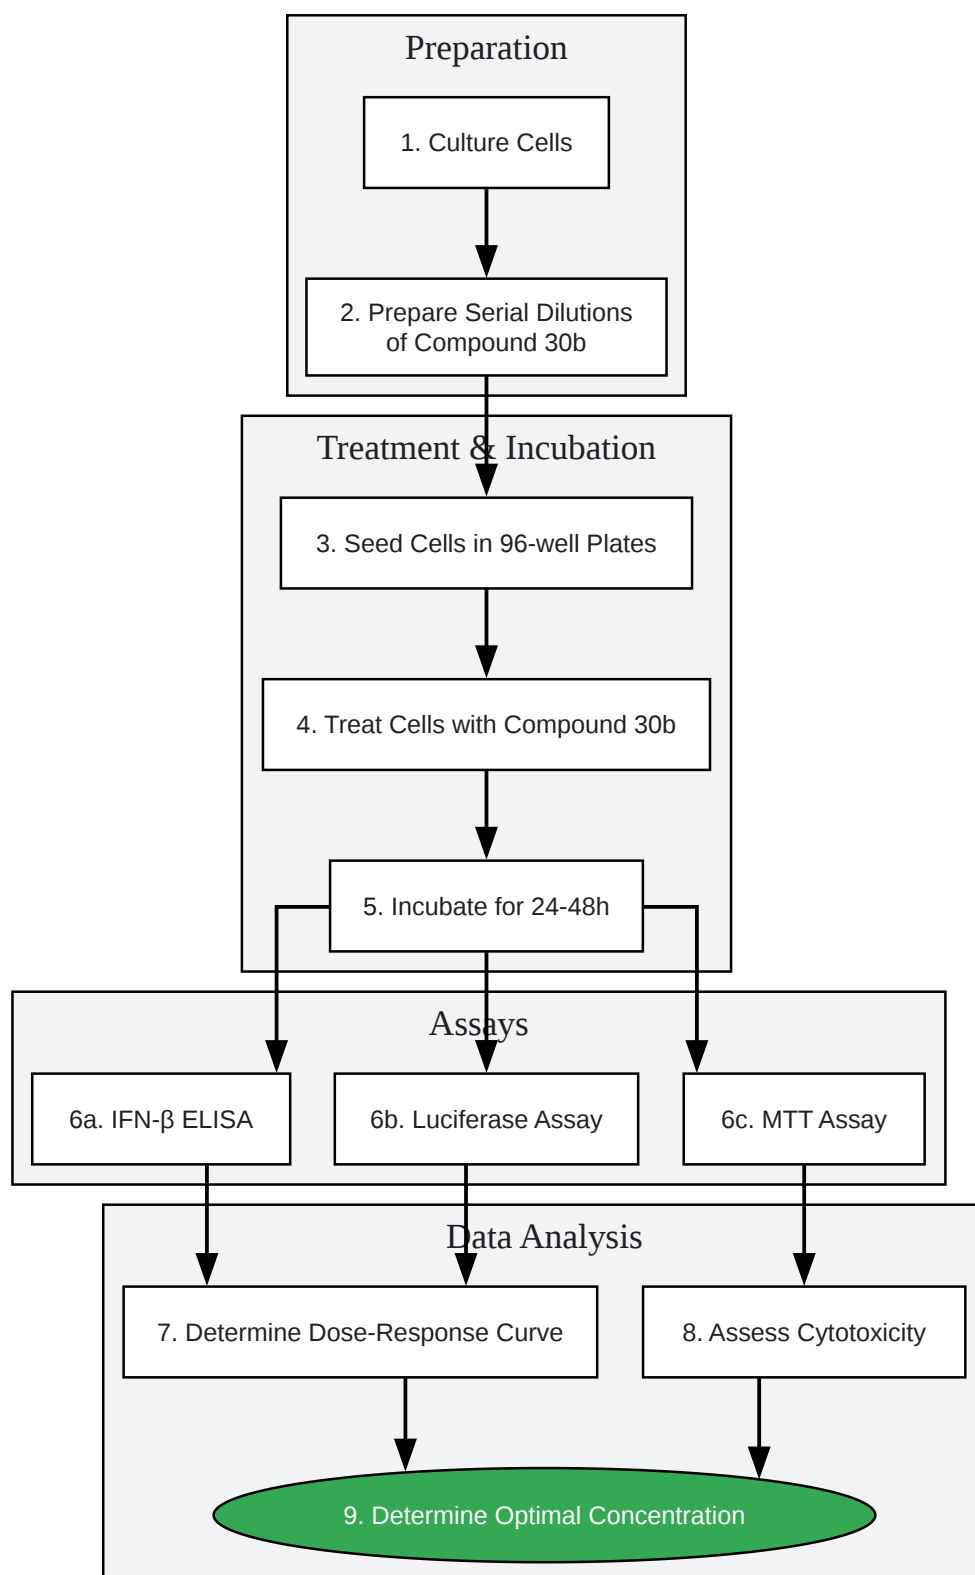 Preparation
1. Culture Cells
2. Prepare Serial Dilutions
of Compound 30b
Treatment & Incubation
3. Seed Cells in 96-well Plates
4. Treat Cells with Compound 30b
5. Incubate for 24-48h
Assays
6a. IFN-β ELISA
6b. Luciferase Assay
6c. MTT Assay
Data Analysis
7. Determine Dose-Response Curve
8. Assess Cytotoxicity
9. Determine Optimal Concentration